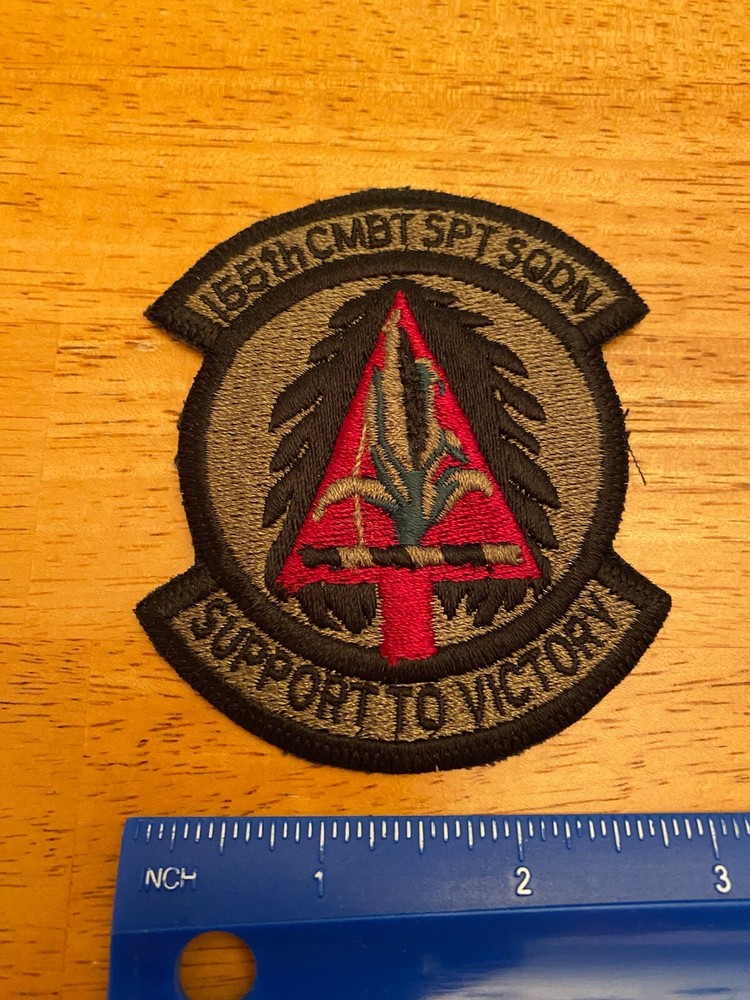 155th CMBT SPT SQDN
SUPPORT TO VICTORY
NCH 1 2 3